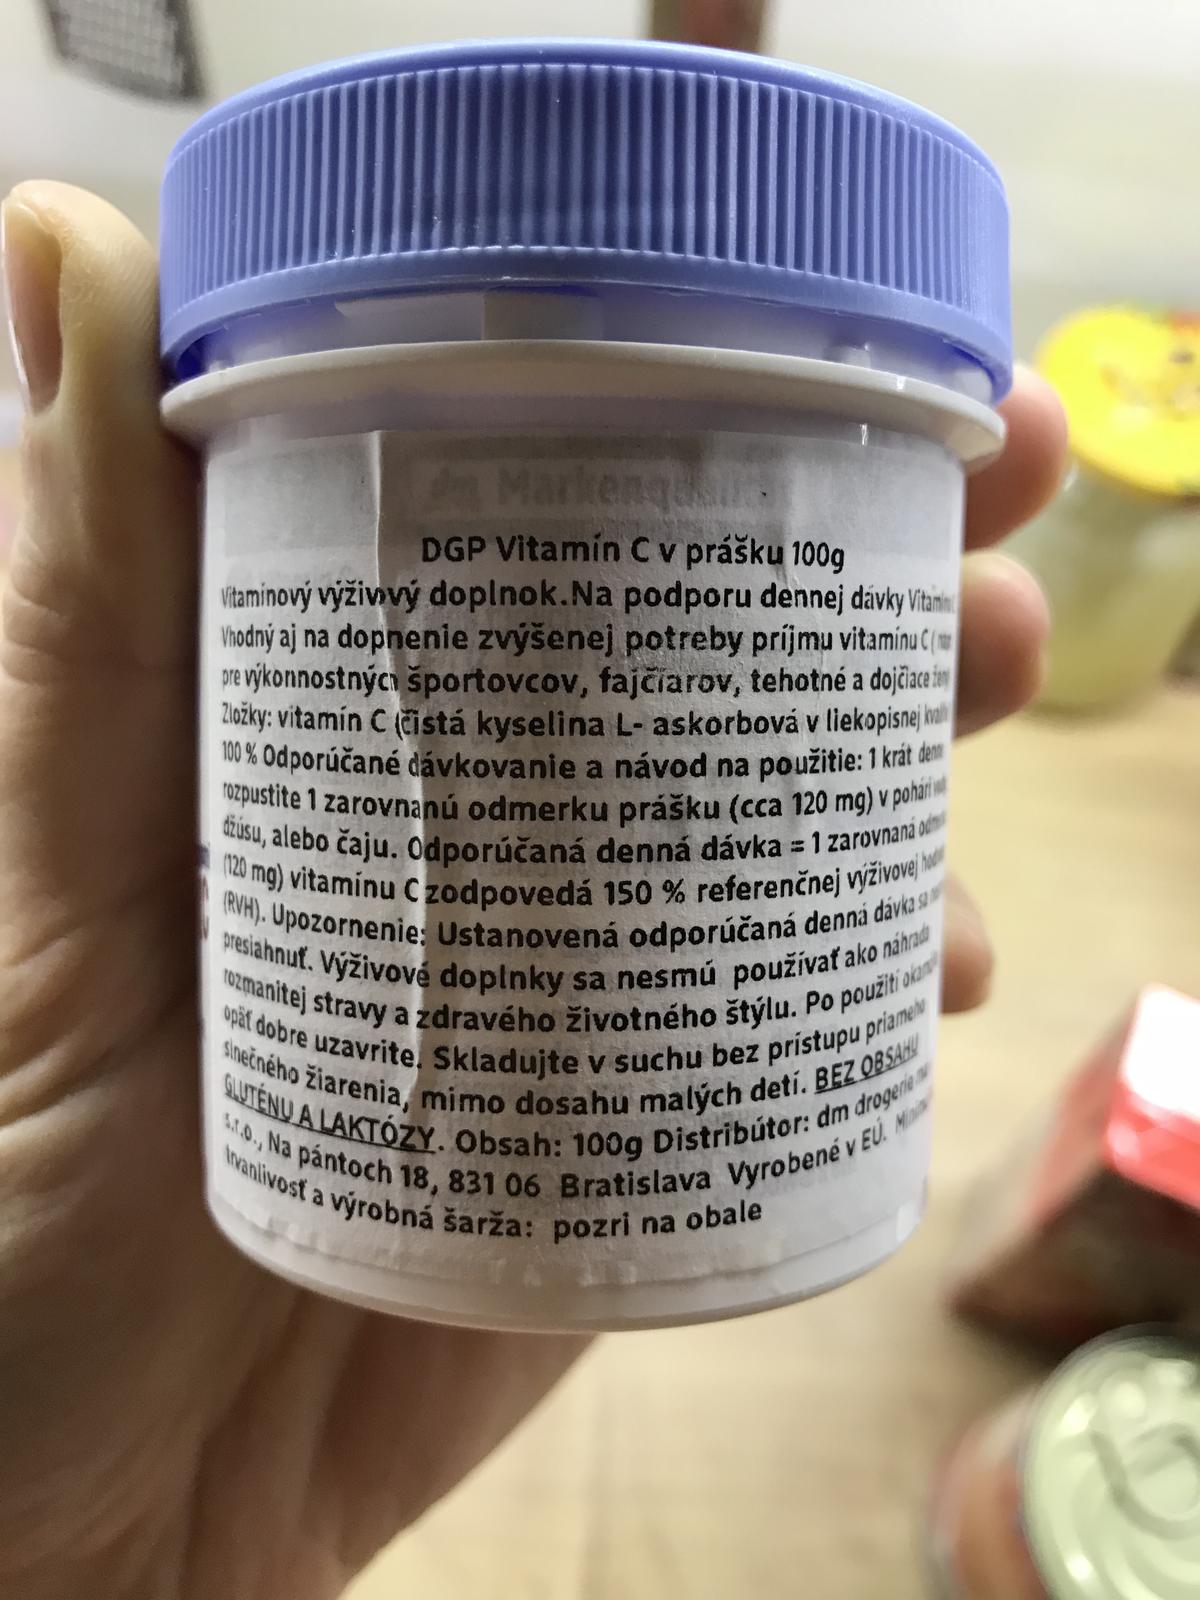 dm Markenqualität
DGP Vitamín C v prášku 100g
Vitamínový výživový doplnok.Na podporu dennej dávky Vitamínu C
Vhodný aj na dopnenie zvýšenej potreby príjmu vitamínu C (
pre výkonnostných športovcov, fajčíarov, tehotné a dojčiace ženy
Zložky: vitamín C (čistá kyselina L- askorbová v liekopisnej kvalite
100 % Odporúčané dávkovanie a návod na použitie: 1 krát denne
rozpustite 1 zarovnanú odmerku prášku (cca 120 mg) v pohári vody,
džúsu, alebo čaju. Odporúčaná denná dávka = 1 zarovnaná odmerka
(120 mg) vitamínu C zodpovedá 150 % referenčnej výživovej hodnoty
(RVH). Upozornenie: Ustanovená odporúčaná denná dávka sa nesmie
presiahnuť. Výživové doplnky sa nesmú používať ako náhrada
rozmanitej stravy a zdravého životného štýlu. Po použití okamžite
opäť dobre uzavrite. Skladujte v suchu bez prístupu priameho
slnečného žiarenia, mimo dosahu malých detí. BEZ OBSAHU
GLUTÉNU A LAKTÓZY. Obsah: 100g Distribútor: dm drogerie
s.r.o., Na pántoch 18, 831 06 Bratislava Vyrobené v EÚ.
trvanlivosť a výrobná šarža: pozri na obale